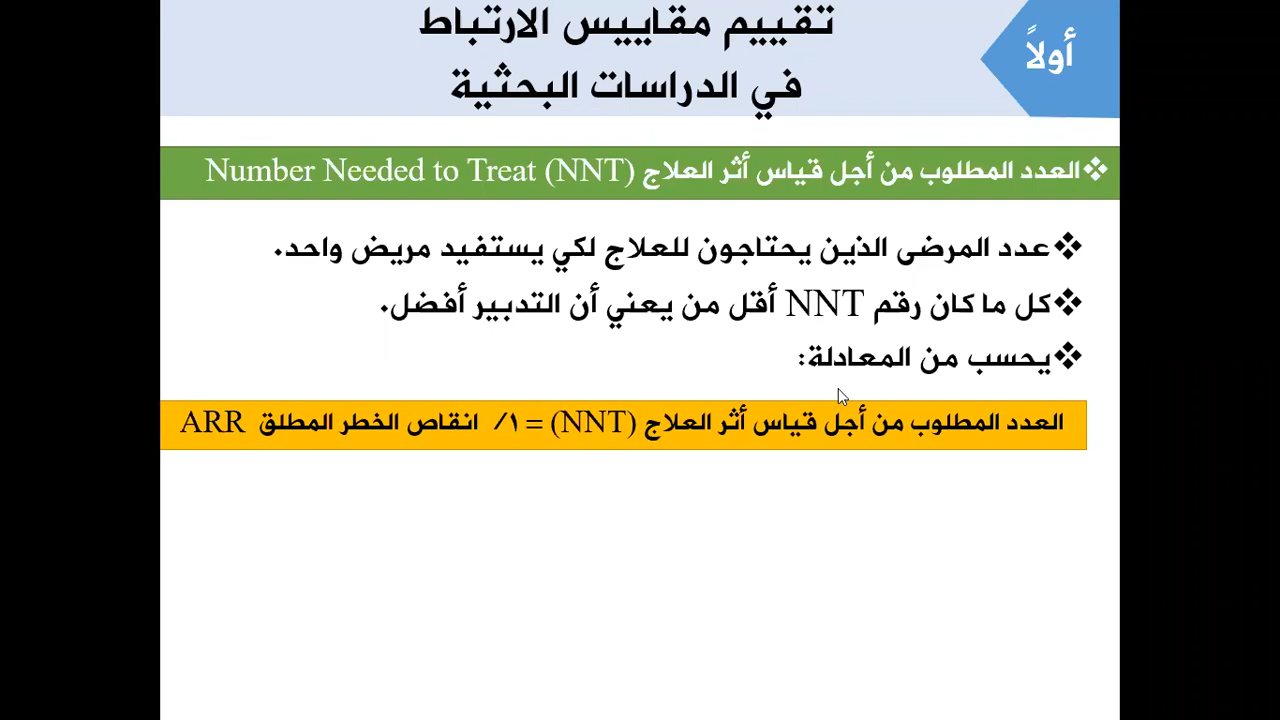 أولاً
تقييم مقاييس الارتباط
في الدراسات البحثية
❖العدد المطلوب من أجل قياس أثر العلاج Number Needed to Treat (NNT)
❖عدد المرضى الذين يحتاجون للعلاج لكي يستفيد مريض واحد.
❖كل ما كان رقم NNT أقل من يعني أن التدبير أفضل.
❖يحسب من المعادلة:
العدد المطلوب من أجل قياس أثر العلاج (NNT) = ١/ انقاص الخطر المطلق ARR